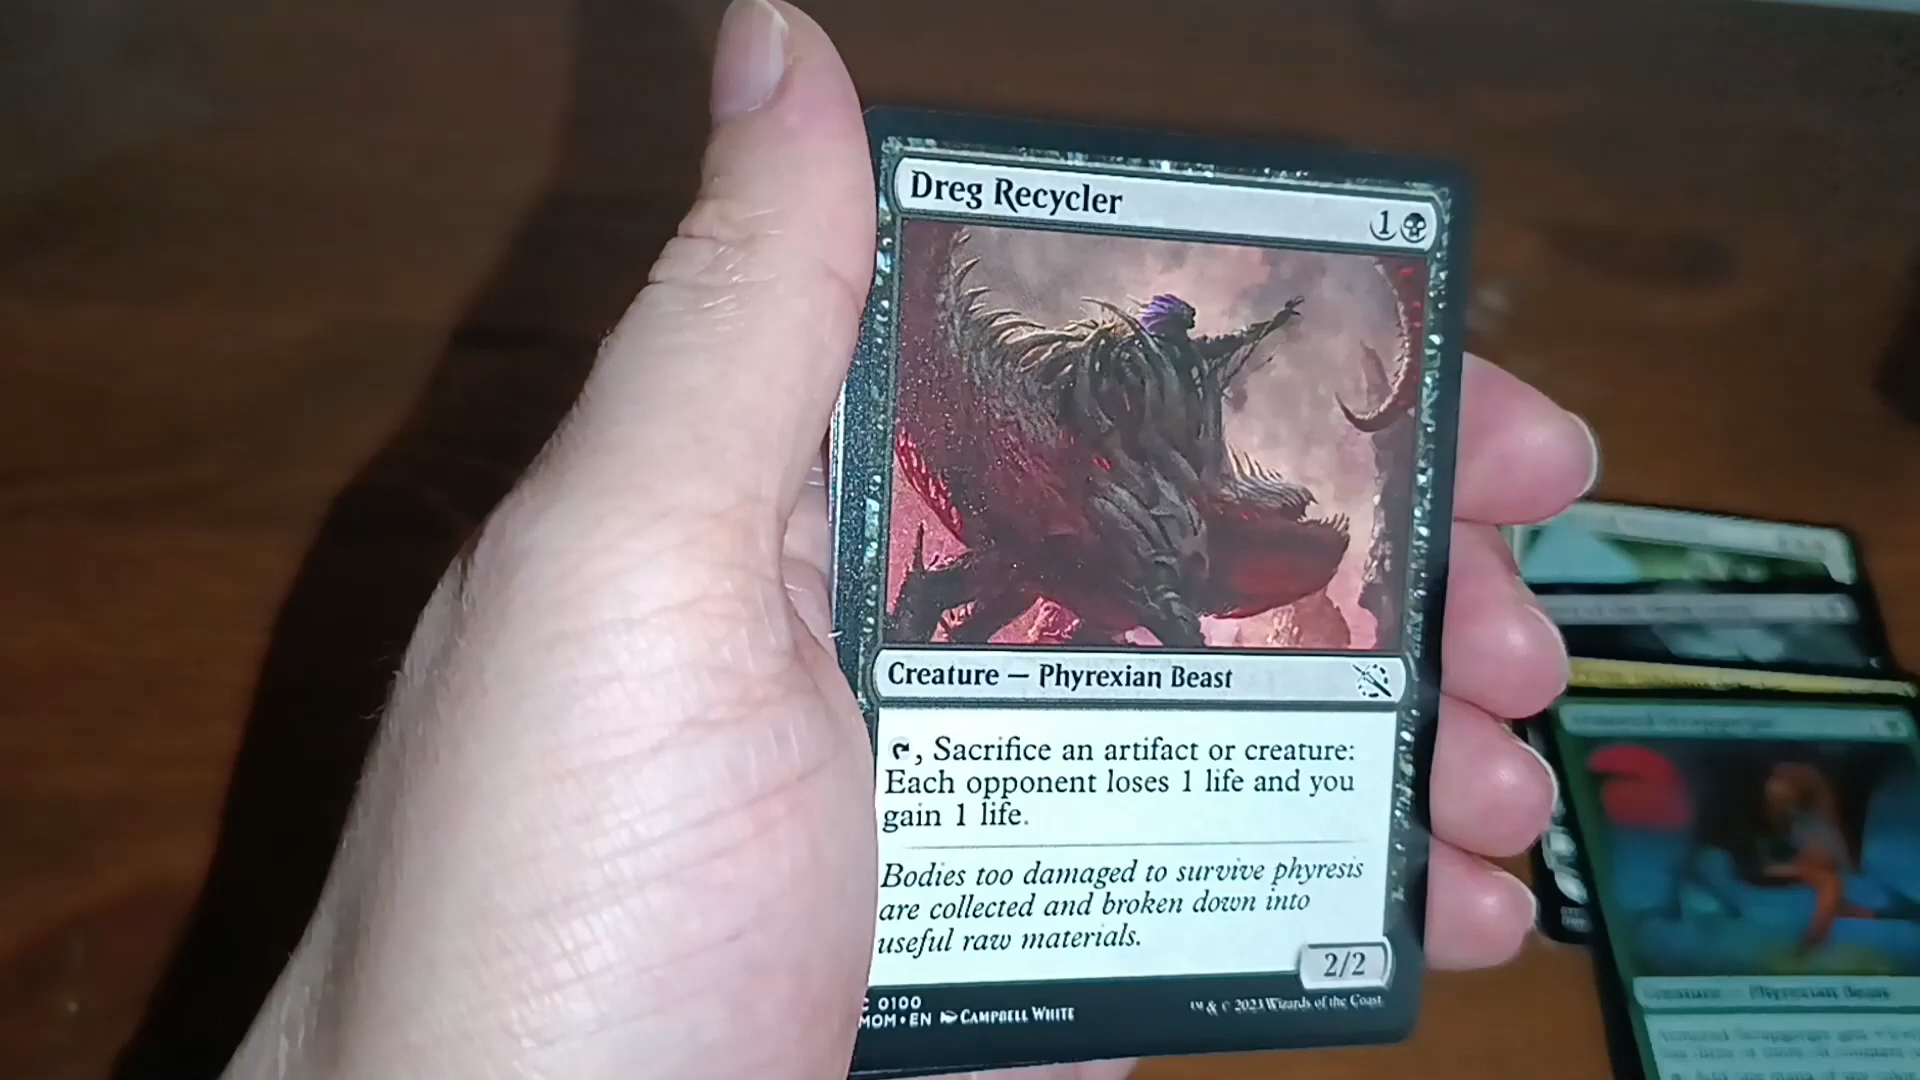 Dreg Recycler
1
Creature — Phyrexian Beast
, Sacrifice an artifact or creature:
Each opponent loses 1 life and you
gain 1 life.
Bodies too damaged to survive phyresis
are collected and broken down into
useful raw materials.
2/2
C 0100
MOM • EN CAMPBELL WHITE
™ & © 2023 Wizards of the Coast
Creature — Phyrexian Beast